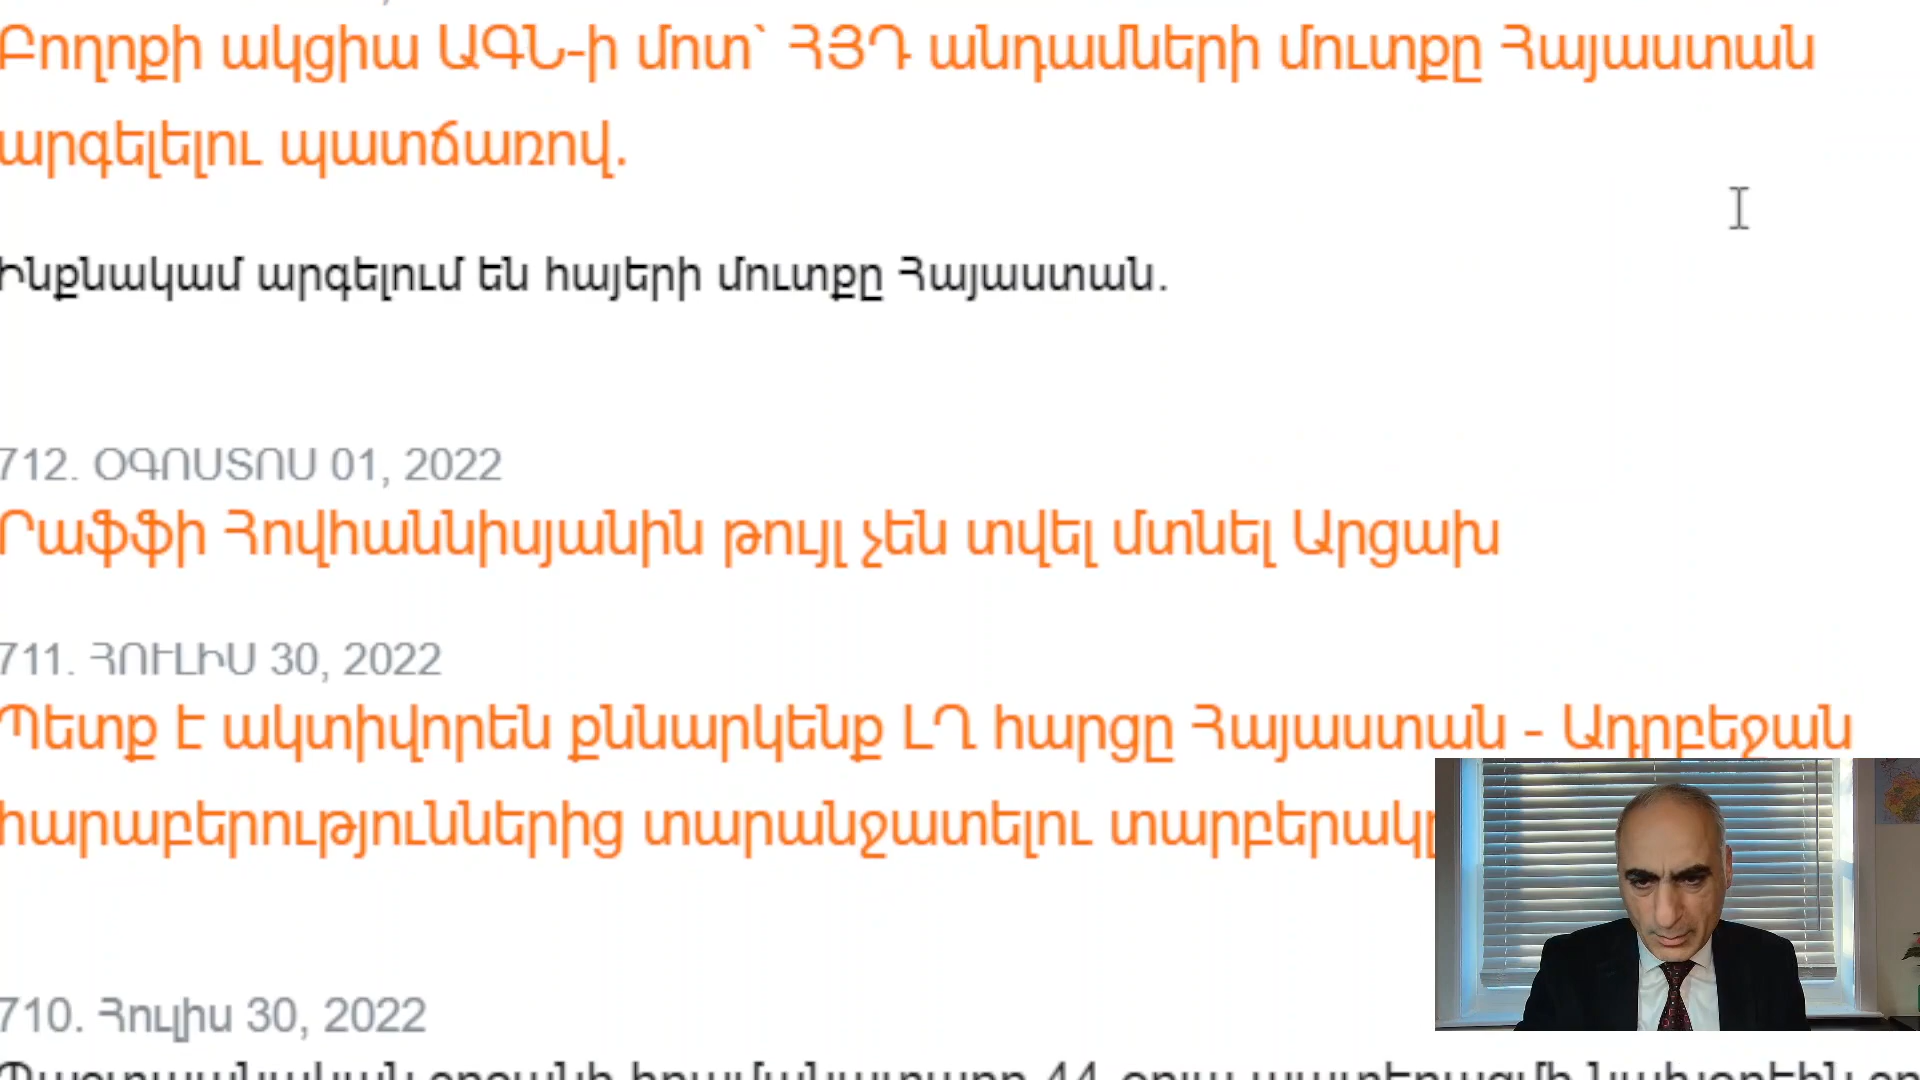 Բողոքի ակցիա ԱԳՆ-ի մոտ` ՀՅԴ անդամների մուտքը Հայաստան
արգելելու պատճառով.
Ինքնակամ արգելում են հայերի մուտքը Հայաստան.
712. ՕԳՈՍՏՈՍ 01, 2022
Րաֆֆի Հովհաննիսյանին թույլ չեն տվել մտնել Արցախ
711. ՀՈՒԼԻՍ 30, 2022
Պետք է ակտիվորեն քննարկենք ԼՂ հարցը Հայաստան - Ադրբեջան
հարաբերություններից տարանջատելու տարբերակը
710. Հուլիս 30, 2022